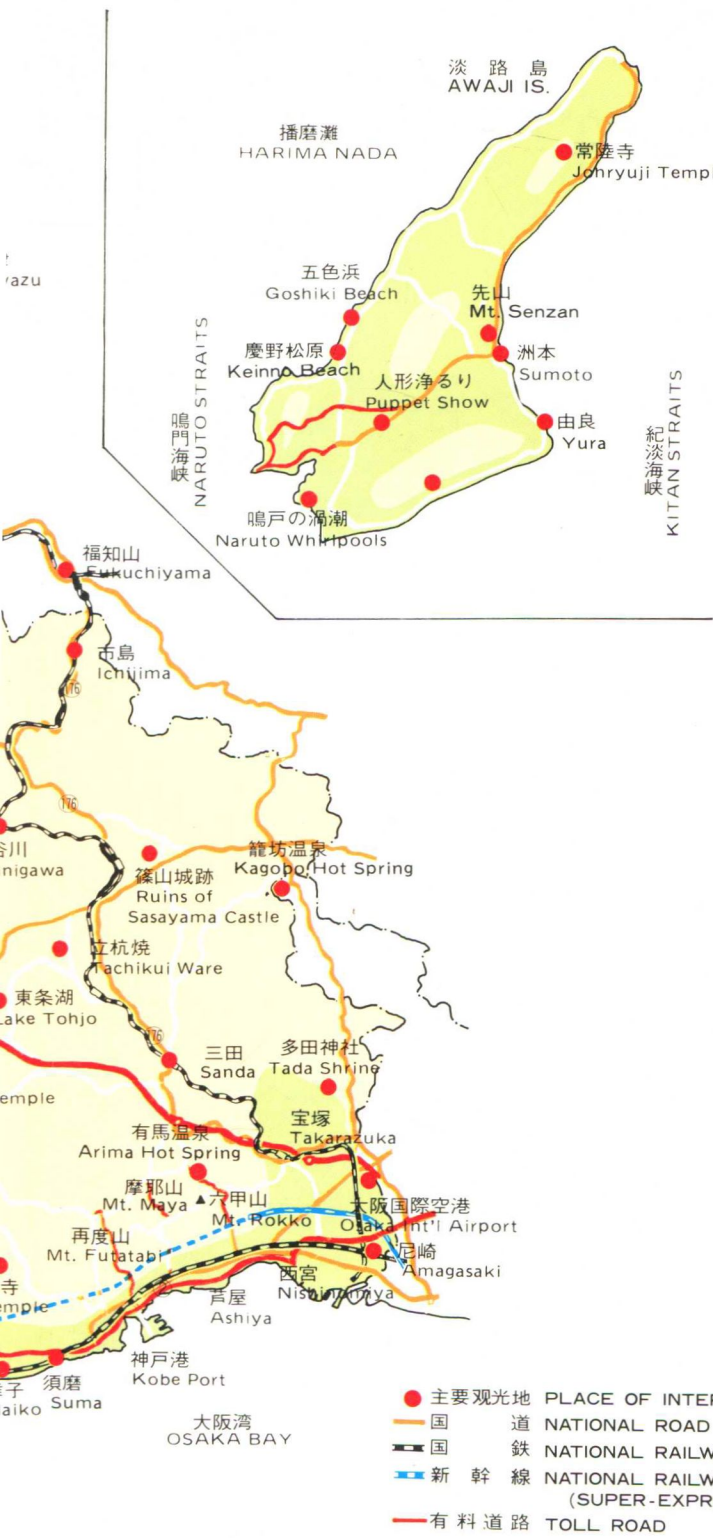 淡路島
AWAJI IS.
播磨灘
HARIMA NADA
常隆寺
Johryuji Templ
yazu
五色浜
Goshiki Beach
先山
Mt. Senzan
慶野松原
Keinno Beach
洲本
Sumoto
人形浄るり
Puppet Show
由良
Yura
鳴門海峡
NARUTO STRAITS
紀淡海峡
KITAN STRAITS
鳴戸の渦潮
Naruto Whirlpools
福知山
Fukuchiyama
市島
Ichijima
176
176
谷川
nigawa
篠山城跡
Ruins of
Sasayama Castle
籠坊温泉
Kagobo Hot Spring
立杭焼
Tachikui Ware
東条湖
Lake Tohjo
176
三田
Sanda
多田神社
Tada Shrine
emple
宝塚
Takarazuka
有馬温泉
Arima Hot Spring
摩耶山
Mt. Maya
▲六甲山
Mt. Rokko
大阪国際空港
Osaka Int'l Airport
再度山
Mt. Futatabi
尼崎
Amagasaki
寺
emple
西宮
Nishinomiya
芦屋
Ashiya
神戸港
Kobe Port
子
aiko
須磨
Suma
大阪湾
OSAKA BAY
主要观光地 PLACE OF INTER
国道 NATIONAL ROAD
国鉄 NATIONAL RAILW
新幹線 NATIONAL RAILW
(SUPER-EXPR
有料道路 TOLL ROAD